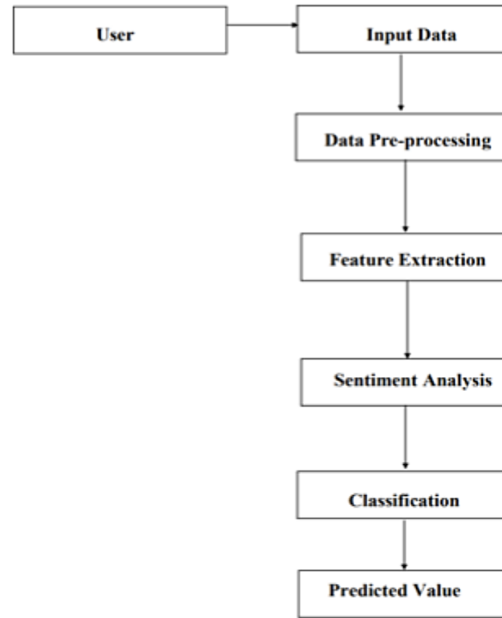 User
Input Data
Data Pre-processing
Feature Extraction
Sentiment Analysis
Classification
Predicted Value